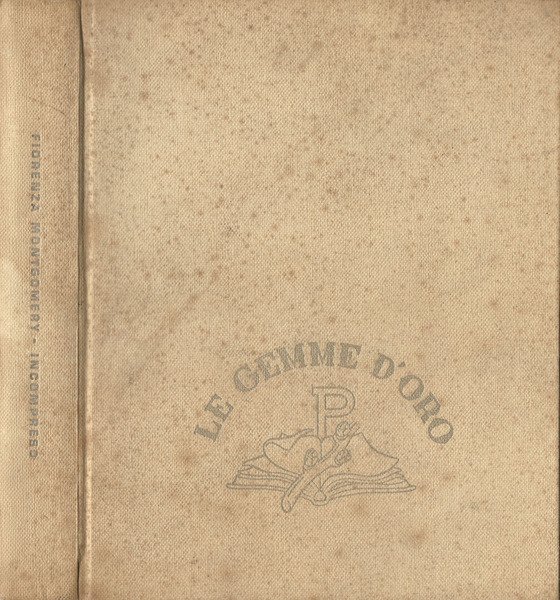 FIORENZA MONTGOMERY - INCOMPRESO
LE GEMME D'ORO